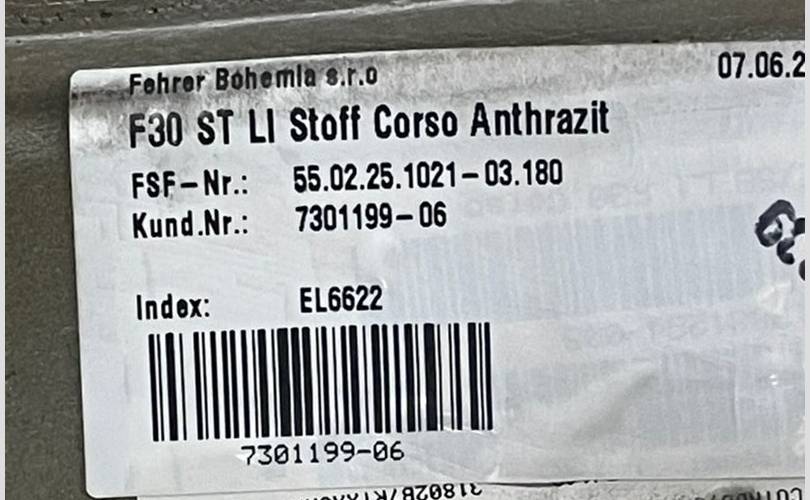 Fehrer Bohemia s.r.o 07.06.2
F30 ST LI Stoff Corso Anthrazit
FSF-Nr.: 55.02.25.1021-03.180
Kund.Nr.: 7301199-06
Index: EL6622
7301199-06